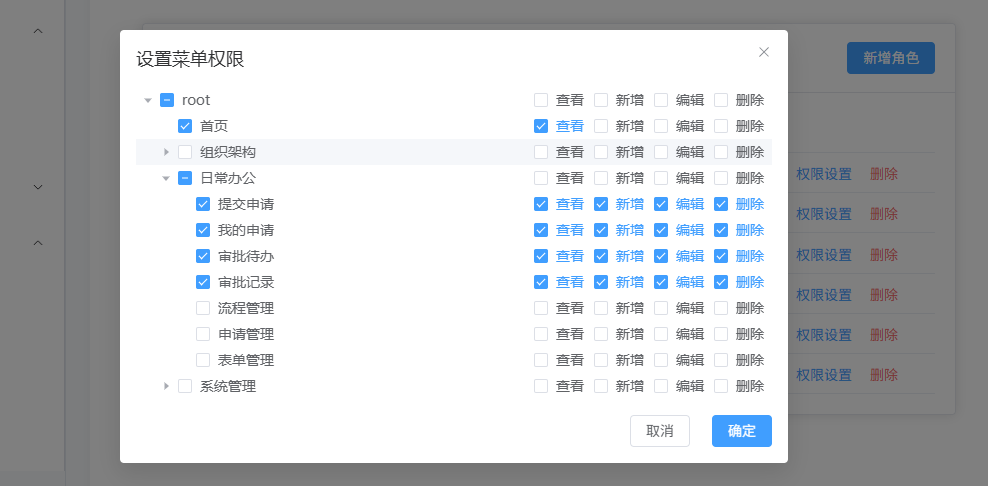 设置菜单权限
新增角色
root 查看 新增 编辑 删除
首页 查看 新增 编辑 删除
组织架构 查看 新增 编辑 删除
日常办公 查看 新增 编辑 删除
权限设置 删除
提交申请 查看 新增 编辑 删除
权限设置 删除
我的申请 查看 新增 编辑 删除
审批待办 查看 新增 编辑 删除
权限设置 删除
审批记录 查看 新增 编辑 删除
权限设置 删除
流程管理 查看 新增 编辑 删除
申请管理 查看 新增 编辑 删除
权限设置 删除
表单管理 查看 新增 编辑 删除
权限设置 删除
系统管理 查看 新增 编辑 删除
取消 确定